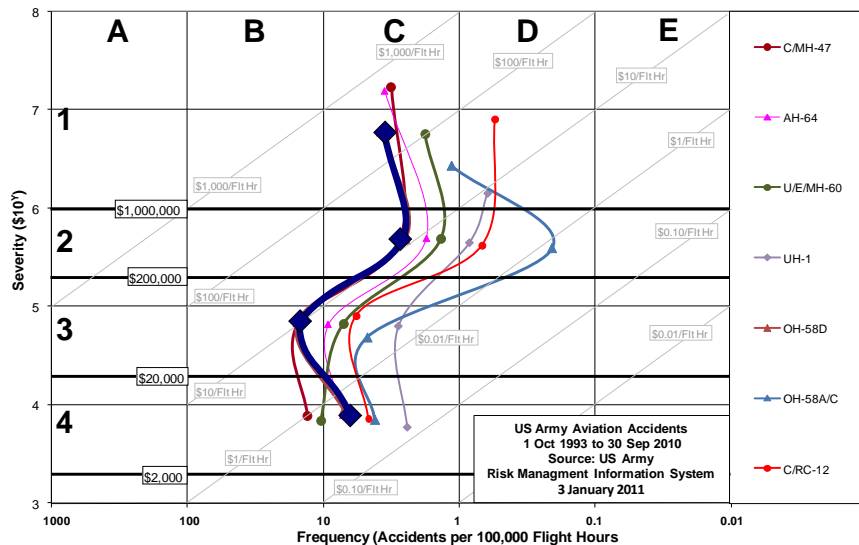 8
7
6
5
4
3
Severity ($10^Y)
A
B
C
D
E
1
2
3
4
$1,000,000
$200,000
$20,000
$2,000
$1,000/Flt Hr
$100/Flt Hr
$10/Flt Hr
$1,000/Flt Hr
$1/Flt Hr
$100/Flt Hr
$0.10/Flt Hr
$10/Flt Hr
$0.01/Flt Hr
$0.01/Flt Hr
$1/Flt Hr
$0.10/Flt Hr
US Army Aviation Accidents
1 Oct 1993 to 30 Sep 2010
Source: US Army
Risk Managment Information System
3 January 2011
1000
100
10
1
0.1
0.01
Frequency (Accidents per 100,000 Flight Hours
C/MH-47
AH-64
U/E/MH-60
UH-1
OH-58D
OH-58A/C
C/RC-12